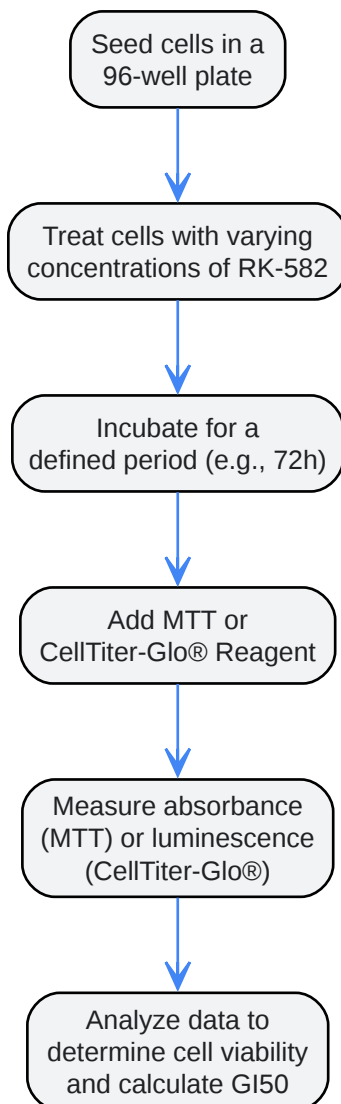 Seed cells in a
96-well plate
Treat cells with varying
concentrations of RK-582
Incubate for a
defined period (e.g., 72h)
Add MTT or
CellTiter-Glo® Reagent
Measure absorbance
(MTT) or luminescence
(CellTiter-Glo®)
Analyze data to
determine cell viability
and calculate GI50